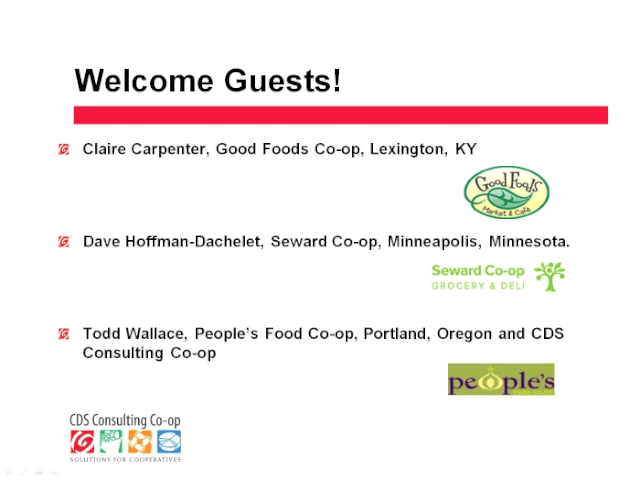 Welcome Guests!
Claire Carpenter, Good Foods Co-op, Lexington, KY
Good Foods
Market & Café
Dave Hoffman-Dachelet, Seward Co-op, Minneapolis, Minnesota.
Seward Co-op
GROCERY & DELI
Todd Wallace, People's Food Co-op, Portland, Oregon and CDS
Consulting Co-op
people's
CDS Consulting Co-op
SOLUTIONS FOR COOPERATIVES